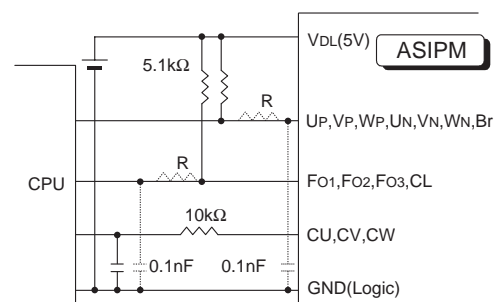 VDL(5V)
ASIPM
5.1kΩ
R
UP,VP,WP,UN,VN,WN,Br
R
CPU
FO1,FO2,FO3,CL
10kΩ
CU,CV,CW
0.1nF
0.1nF
GND(Logic)